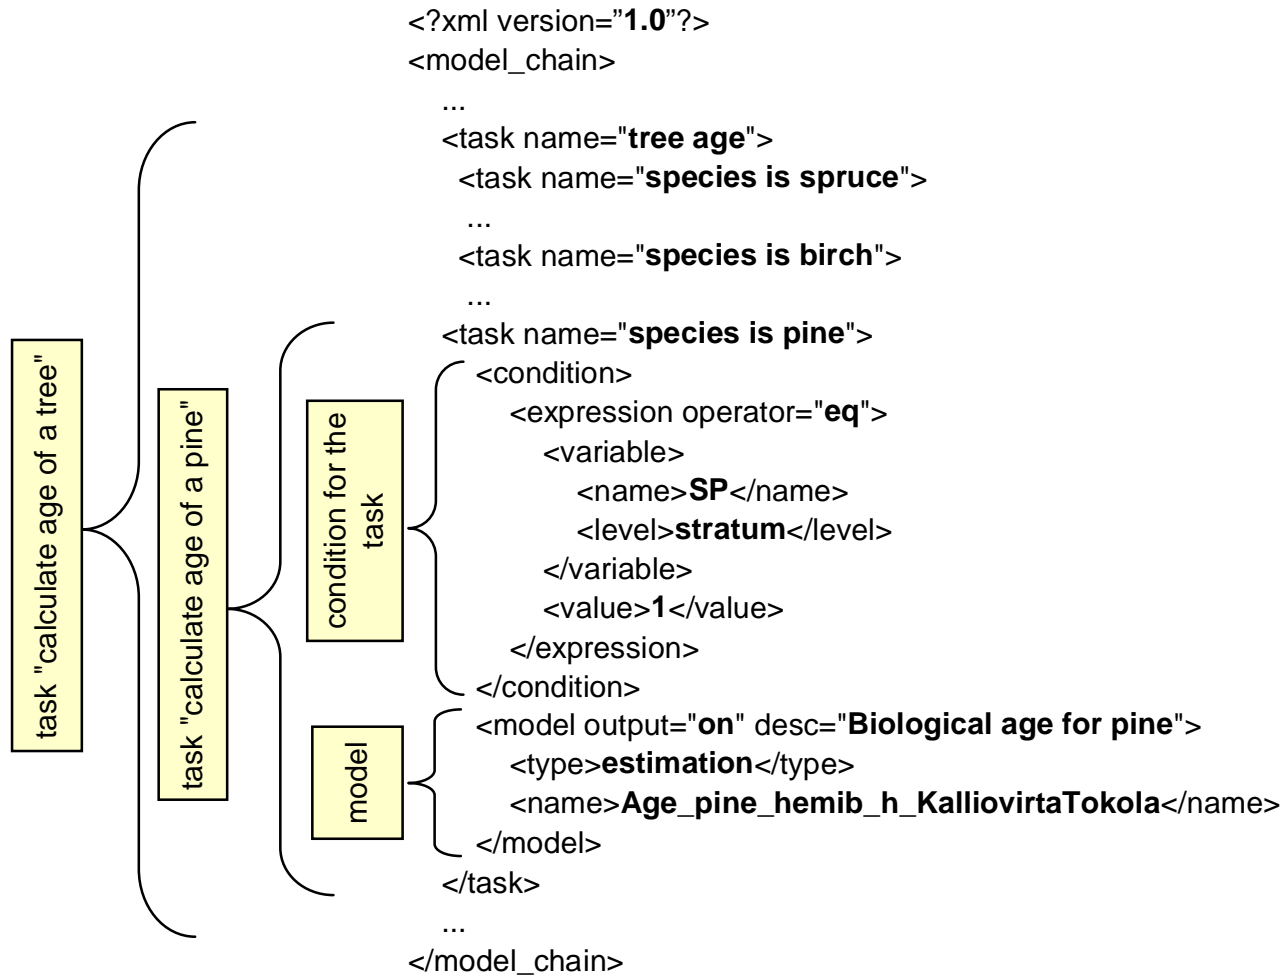 <?xml version=”1.0”?>
<model_chain>
...
<task name="tree age">
<task name="species is spruce">
...
<task name="species is birch">
...
<task name="species is pine">
<condition>
<expression operator="eq">
<variable>
<name>SP</name>
<level>stratum</level>
</variable>
<value>1</value>
</expression>
</condition>
<model output="on" desc="Biological age for pine">
<type>estimation</type>
<name>Age_pine_hemib_h_KalliovirtaTokola</name>
</model>
</task>
...
</model_chain>
task "calculate age of a tree"
task "calculate age of a pine"
condition for the
task
model